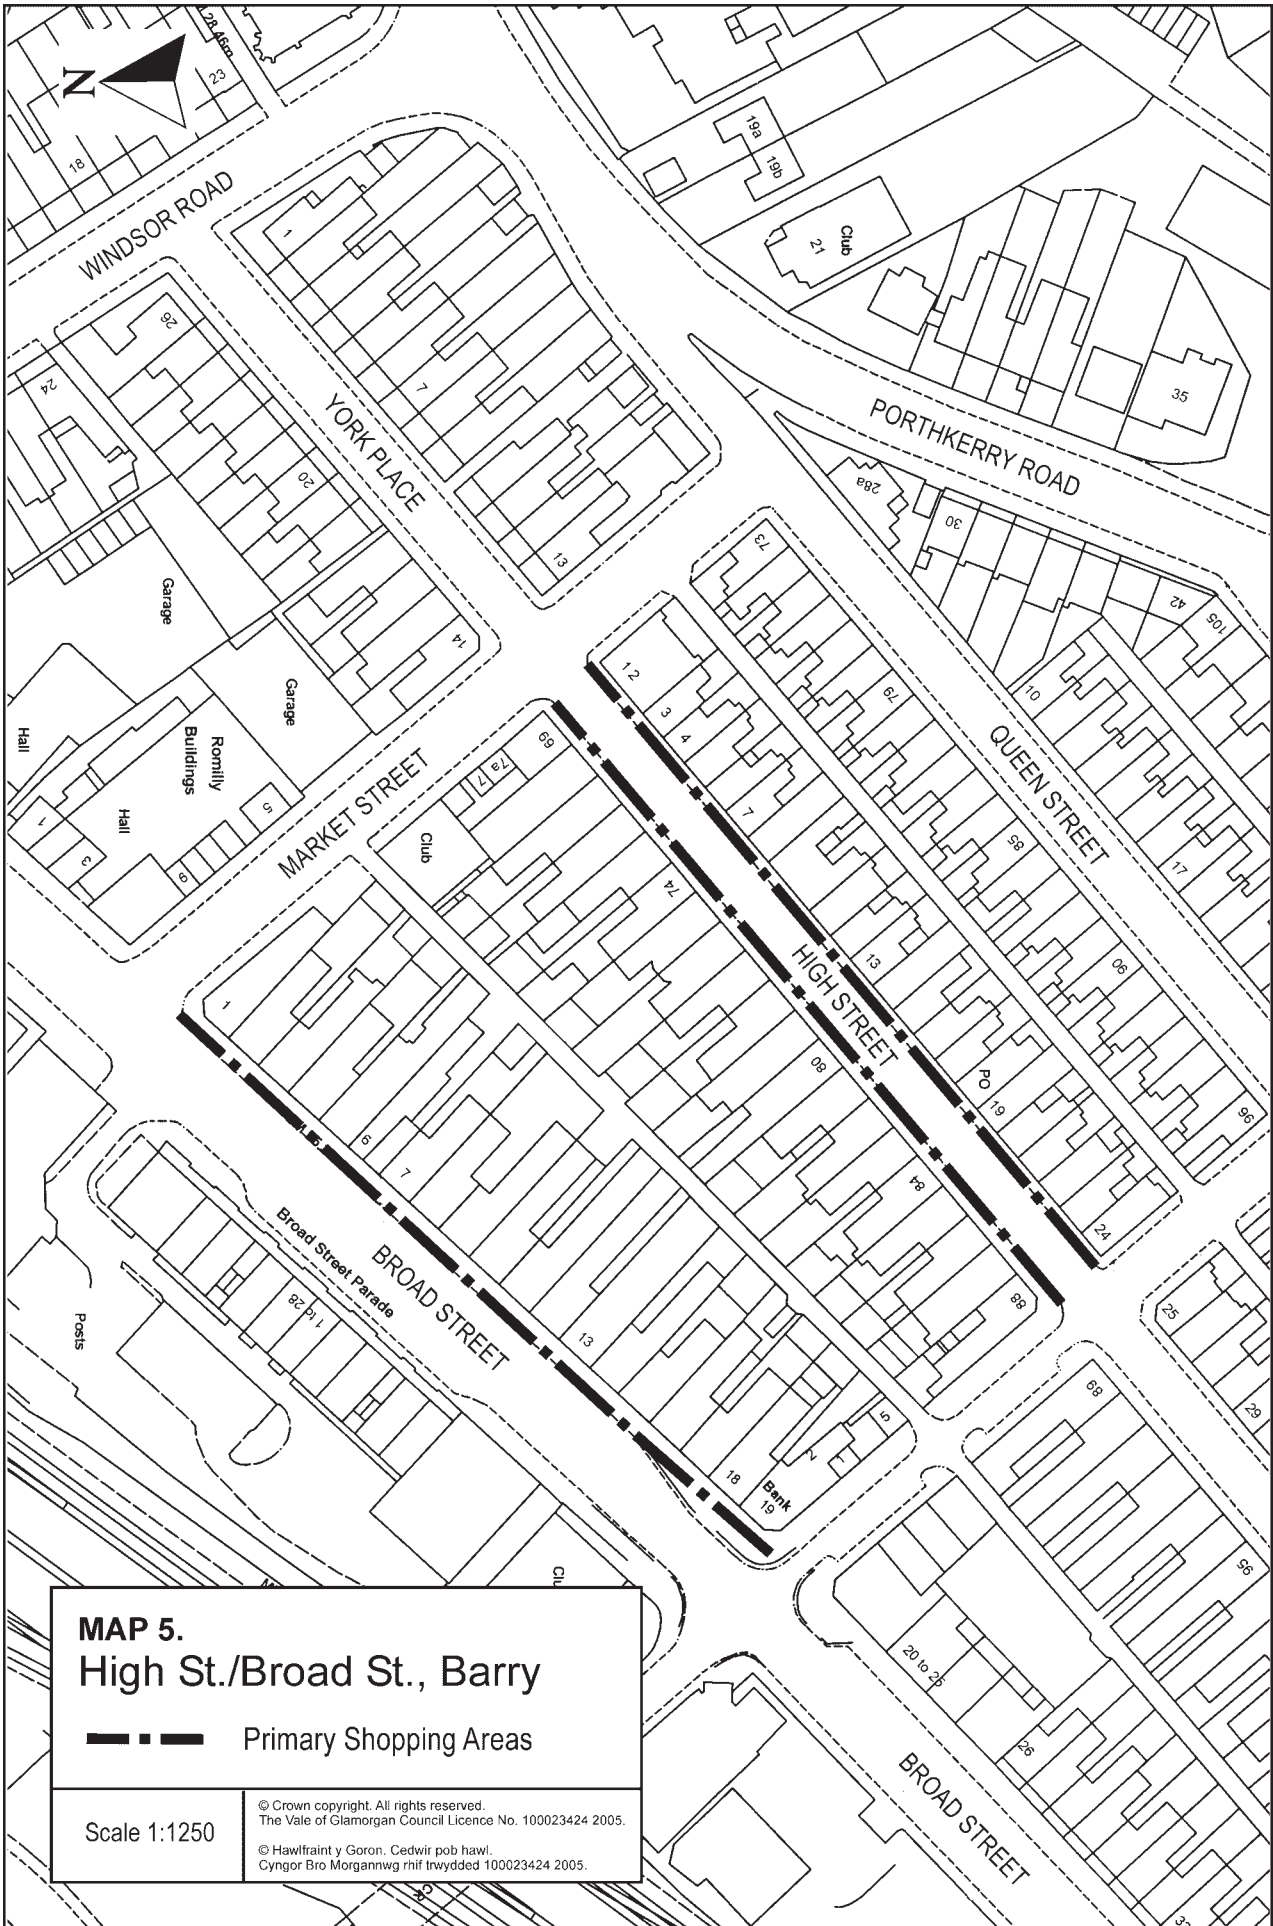 28.46m
23
N
18
WINDSOR ROAD
1
26
24
7
YORK PLACE
20
13
14
19a
19b
Club
21
35
PORTHKERRY ROAD
28a
30
42
105
73
79
10
QUEEN STREET
85
17
90
96
Garage
Garage
Hall
Romilly
Buildings
Hall
1
3
5
9
MARKET STREET
69
7a
17
Club
1.2
3
4
7
74
13
HIGH STREET
80
PO
19
84
24
88
25
29
89
95
1
6
7
Broad Street Parade
1 to 28
BROAD STREET
13
18
Bank
19
2
5
Posts
20 to 25
26
BROAD STREET
MAP 5.
High St./Broad St., Barry
Primary Shopping Areas
Scale 1:1250
© Crown copyright. All rights reserved.
The Vale of Glamorgan Council Licence No. 100023424 2005.
© Hawlfraint y Goron. Cedwir pob hawl.
Cyngor Bro Morgannwg rhif trwydded 100023424 2005.